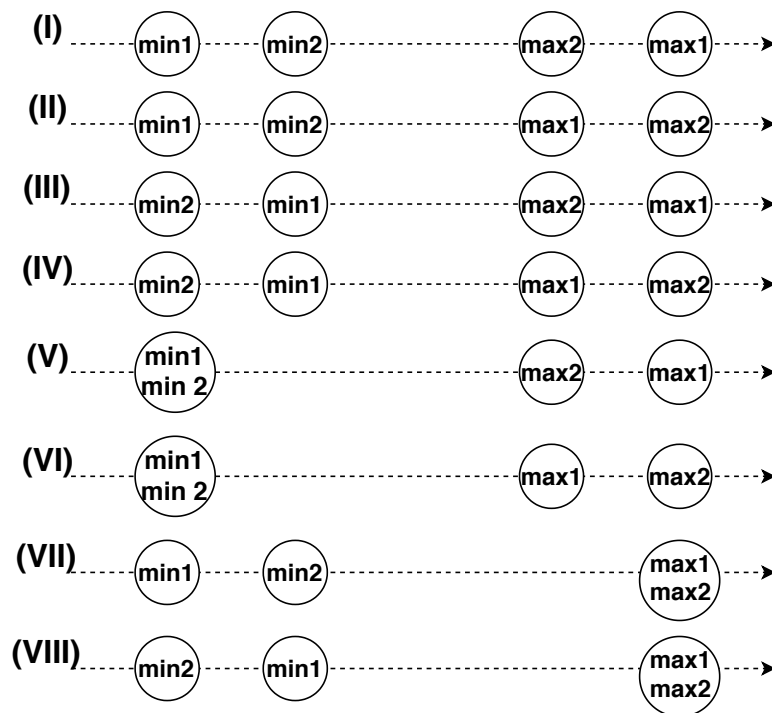 (I) min1 min2 max2 max1
(II) min1 min2 max1 max2
(III) min2 min1 max2 max1
(IV) min2 min1 max1 max2
(V) min1 min 2 max2 max1
(VI) min1 min 2 max1 max2
(VII) min1 min2 max1 max2
(VIII) min2 min1 max1 max2